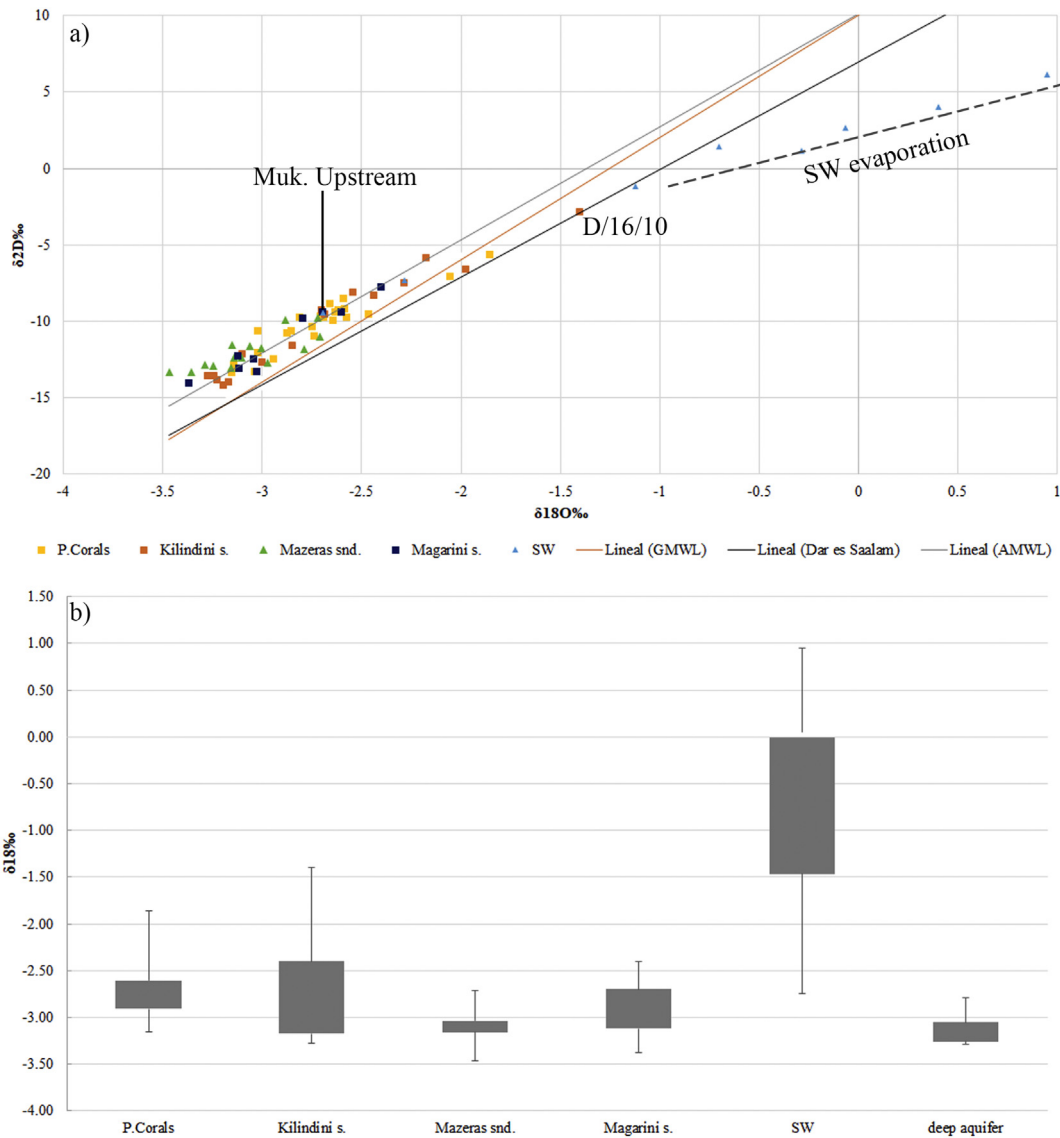 a)
10
5
0
-5
-10
-15
-20
δ2D‰
Muk. Upstream
D/16/10
SW evaporation
-4 -3.5 -3 -2.5 -2 -1.5 -1 -0.5 0 0.5 1
δ18O‰
P.Corals Kilindini s. Mazeras snd. Magarini s. SW Lineal (GMWL) Lineal (Dar es Saalam) Lineal (AMWL)
b)
1.50
1.00
0.50
0.00
-0.50
-1.00
-1.50
-2.00
-2.50
-3.00
-3.50
-4.00
δ18‰
P.Corals Kilindini s. Mazeras snd. Magarini s. SW deep aquifer